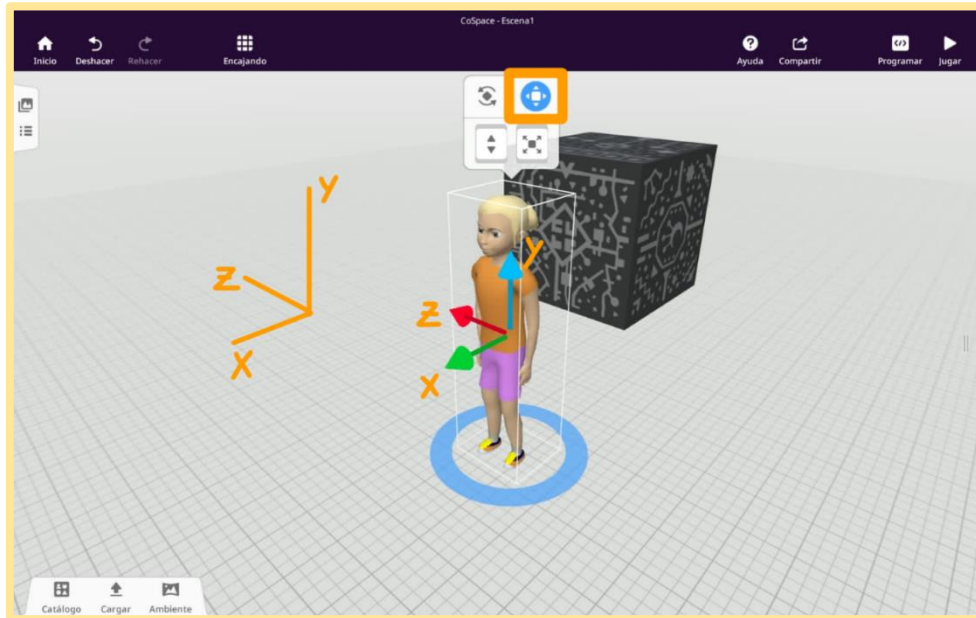 CoSpace - Escena1
Inicio Deshacer Rehacer Encajando Ayuda Compartir Programar Jugar
Y
Z
X
Y
Z
X
Catálogo Cargar Ambiente